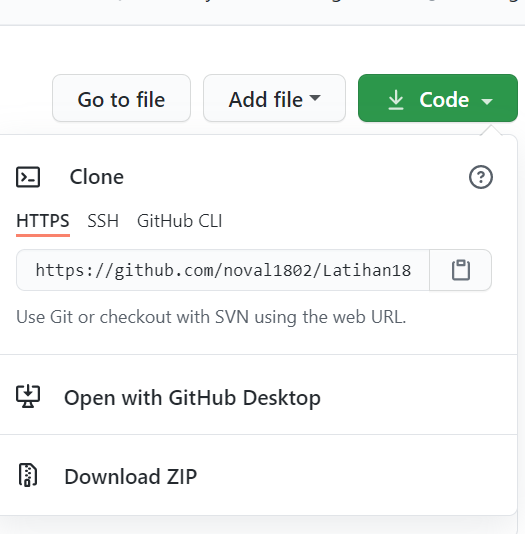 Go to file
Add file
Code
Clone
HTTPS SSH GitHub CLI
https://github.com/noval1802/Latihan18
Use Git or checkout with SVN using the web URL.
Open with GitHub Desktop
Download ZIP